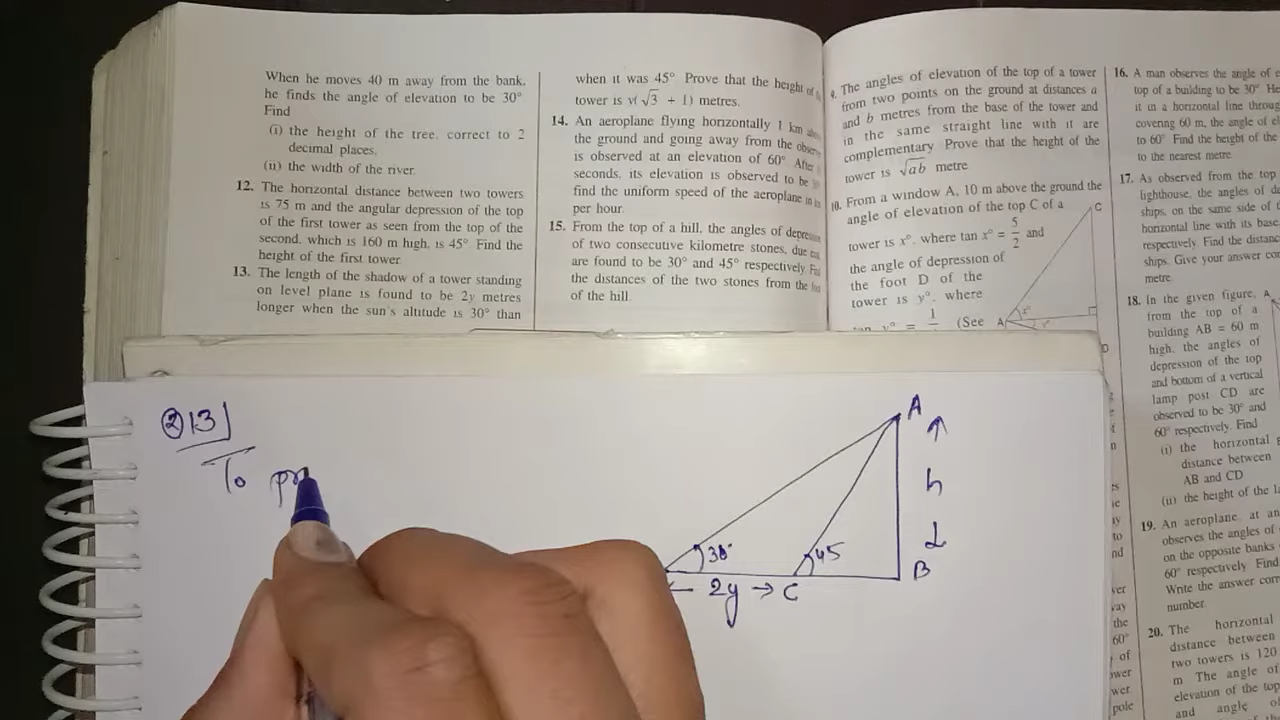 When he moves 40 m away from the bank,
he finds the angle of elevation to be 30°
Find
(i) the height of the tree, correct to 2
decimal places,
(ii) the width of the river.
12. The horizontal distance between two towers
is 75 m and the angular depression of the top
of the first tower as seen from the top of the
second, which is 160 m high, is 45° Find the
height of the first tower
13. The length of the shadow of a tower standing
on level plane is found to be 2y metres
longer when the sun's altitude is 30° than
when it was 45° Prove that the height of
tower is y(√3 + 1) metres.
14. An aeroplane flying horizontally 1 km
the ground and going away from the
is observed at an elevation of 60° After
seconds, its elevation is observed to be
find the uniform speed of the aeroplane in
per hour.
15. From the top of a hill, the angles of
of two consecutive kilometre stones, due
are found to be 30° and 45° respectively.
the distances of the two stones from the
of the hill.
9. The angles of elevation of the top of a tower
from two points on the ground at distances a
and b metres from the base of the tower and
in the same straight line with it are
complementary Prove that the height of the
tower is √ab metre
10. From a window A, 10 m above the ground the
angle of elevation of the top C of a
tower is x°, where tan x° = 5/2 and
the angle of depression of
the foot D of the
tower is y°, where
tan y° = 1 (See
C
A
x°
y°
D
16. A man observes the angle of
top of a building to be 30° He
it in a horizontal line
covering 60 m, the angle of
to 60° Find the height of the
to the nearest metre
17. As observed from the top
lighthouse, the angles of
ships, on the same side of
horizontal line with its base
respectively. Find the
ships. Give your answer
metre.
18. In the given figure, A
from the top of a
building AB = 60 m
high, the angles of
depression of the top
and bottom of a vertical
lamp post CD are
observed to be 30° and
60° respectively. Find
(i) the horizontal
distance between
AB and CD
(ii) the height of the
19. An aeroplane at an
observes the angles of
on the opposite banks
60° respectively Find
Write the answer
number.
20. The horizontal
distance between
two towers is 120
m The angle of
elevation of the top
and angle of
60°
of
pole
Q13
To pr
A
h
30°
45
← 2y → C
B